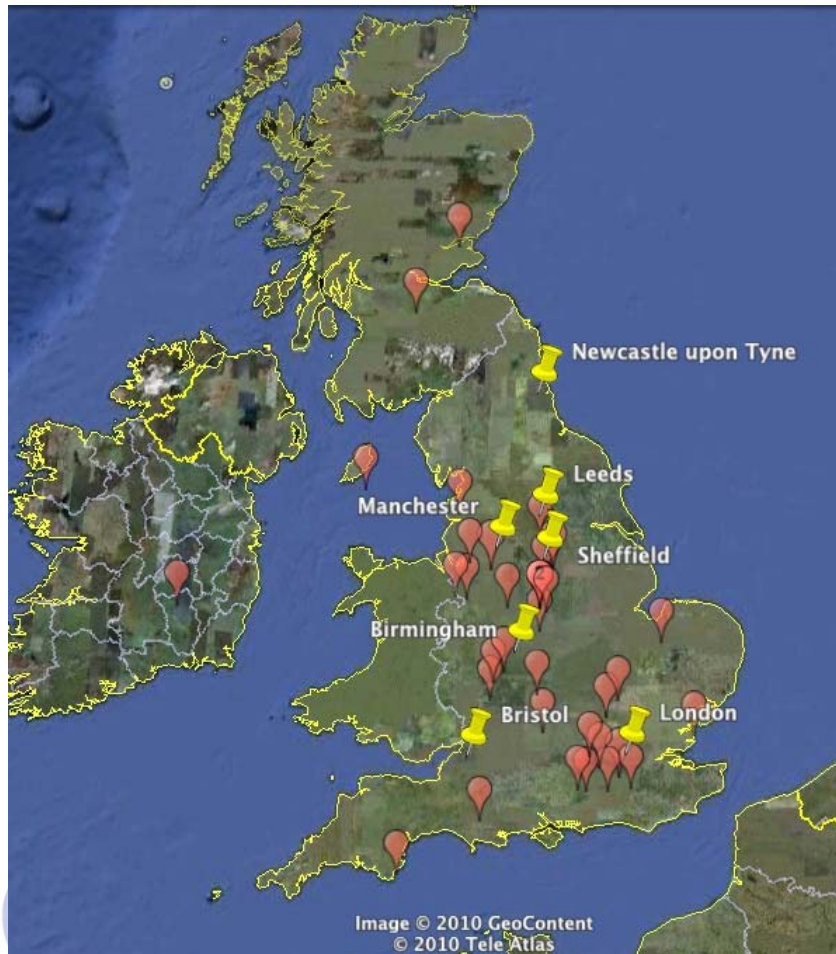 Newcastle upon Tyne
Leeds
Manchester
Sheffield
Birmingham
Bristol
London
Image © 2010 GeoContent
© 2010 Tele Atlas